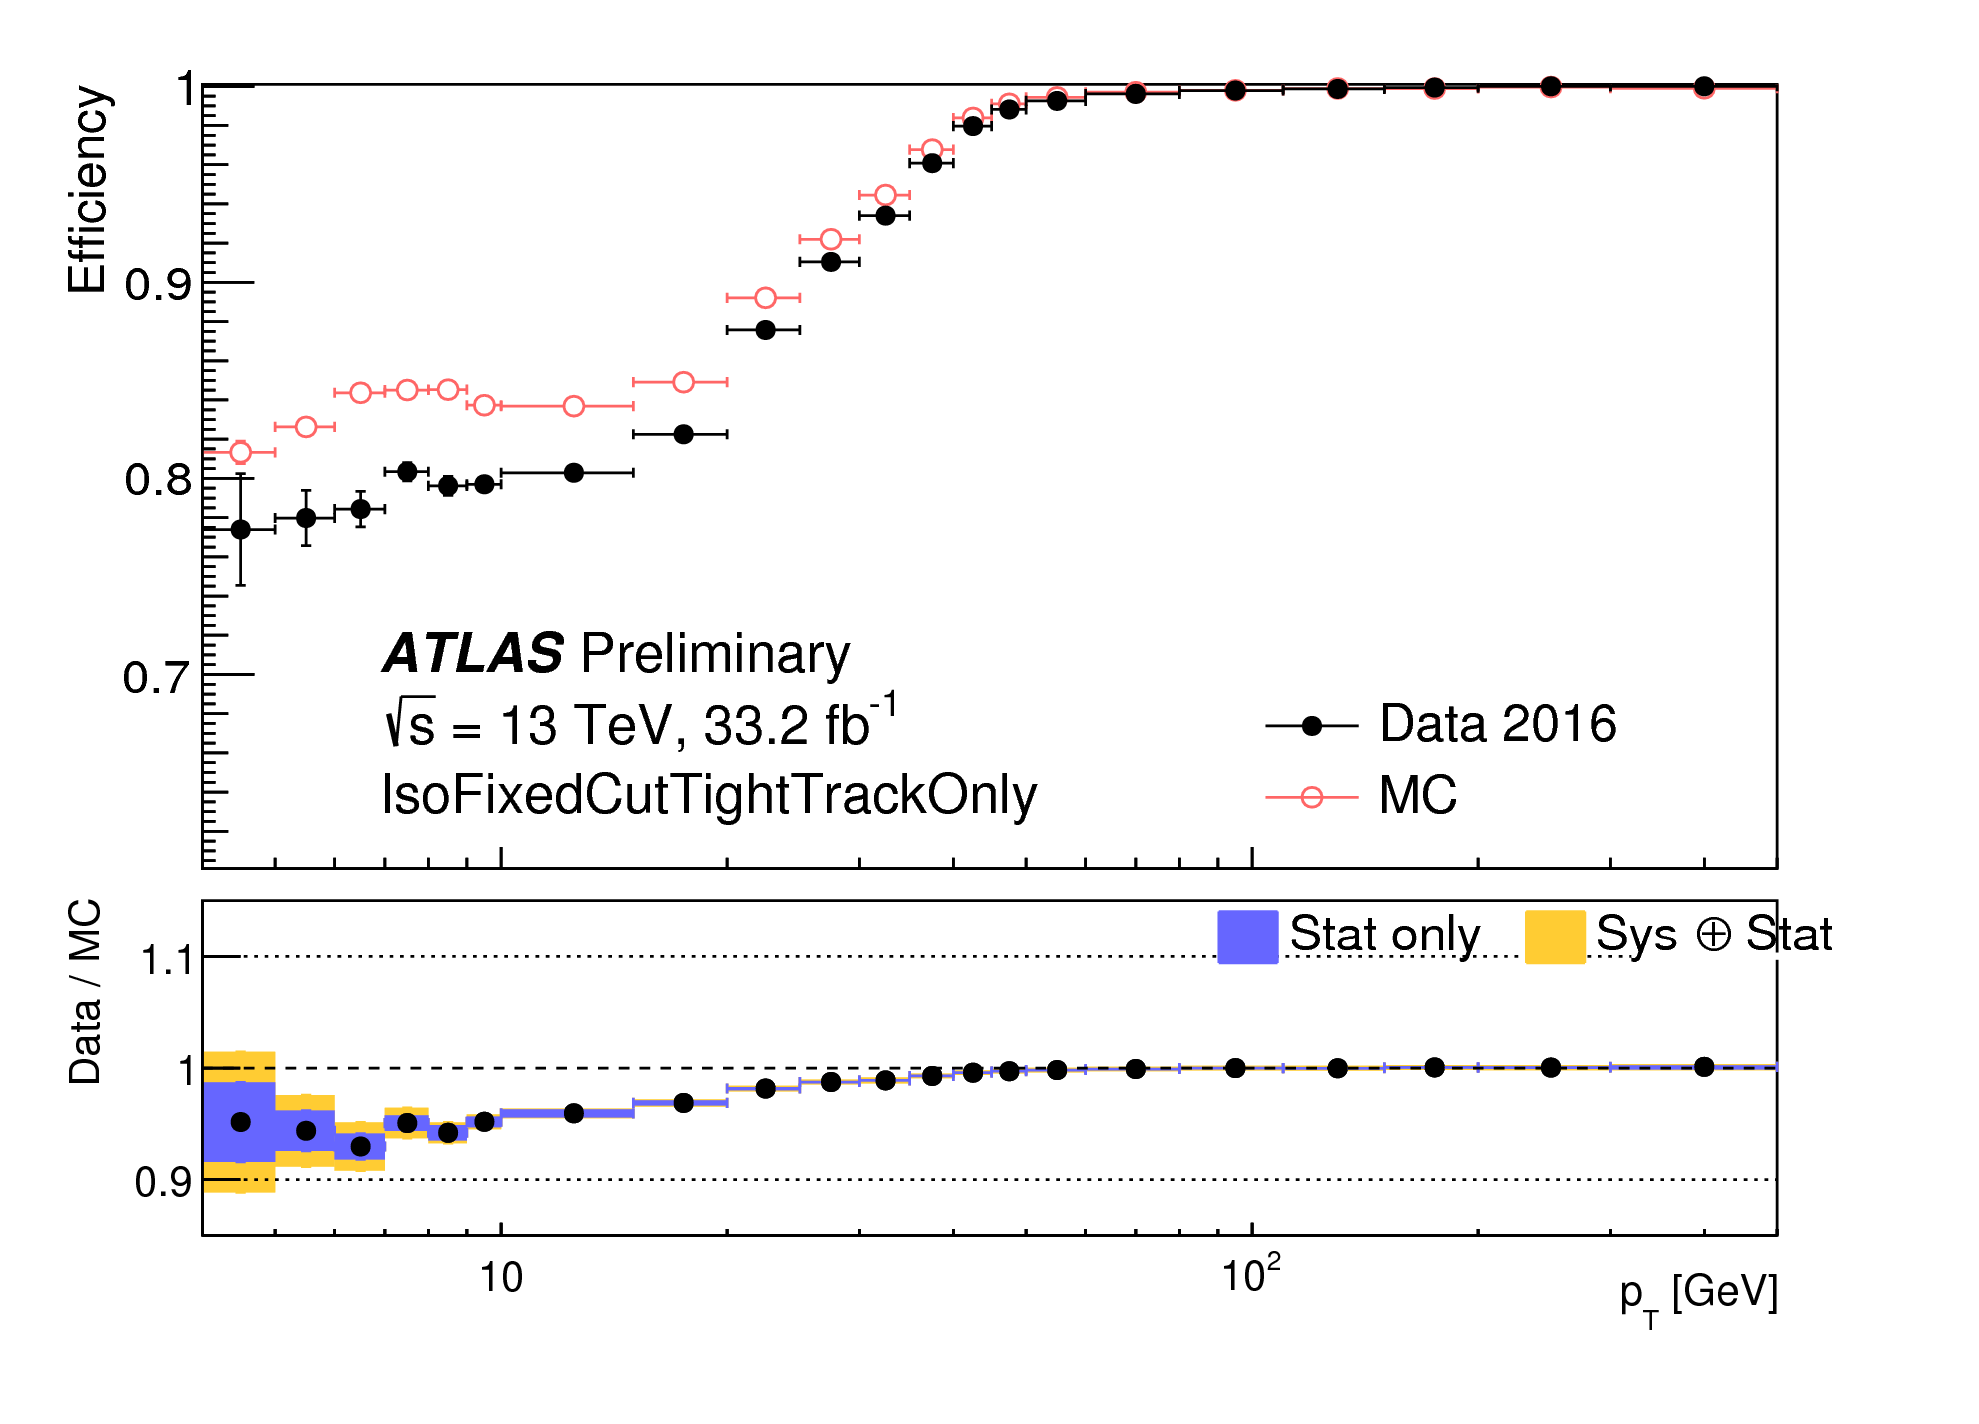 Efficiency
1
0.9
0.8
0.7
ATLAS Preliminary
√s = 13 TeV, 33.2 fb⁻¹
IsoFixedCutTightTrackOnly
Data 2016
MC
Data / MC
1.1
1
0.9
Stat only
Sys ⊕ Stat
10
10²
p_T [GeV]